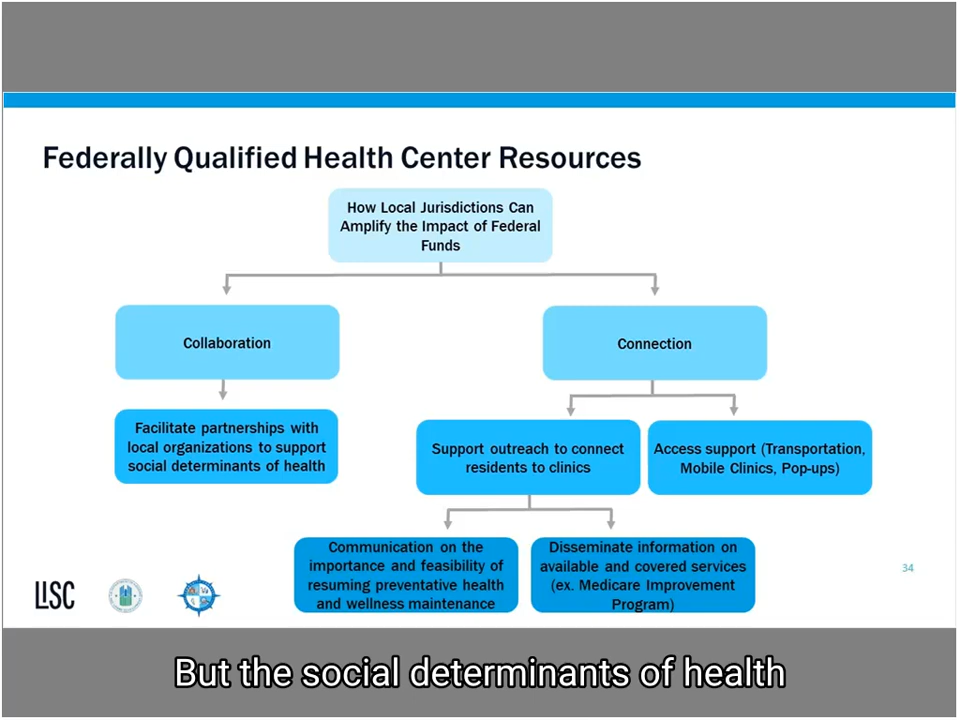 Federally Qualified Health Center Resources
How Local Jurisdictions Can
Amplify the Impact of Federal
Funds
Collaboration
Connection
Facilitate partnerships with
local organizations to support
social determinants of health
Support outreach to connect
residents to clinics
Access support (Transportation,
Mobile Clinics, Pop-ups)
Communication on the
importance and feasibility of
resuming preventative health
and wellness maintenance
Disseminate information on
available and covered services
(ex. Medicare Improvement
Program)
34
LISC
But the social determinants of health